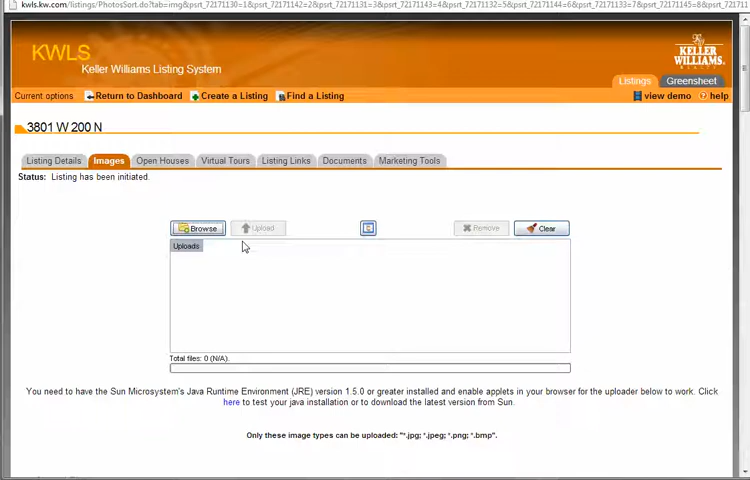 kwls.kw.com/listings/PhotosSort.do?tab=img&psrt_72171130=1&psrt_72171142=2&psrt_72171131=3&psrt_72171143=4&psrt_72171132=5&psrt_72171144=6&psrt_72171133=7&psrt_72171145=8&psrt_7217
KWLS
Keller Williams Listing System
KELLER WILLIAMS
REALTY
Listings Greensheet
Current options Return to Dashboard Create a Listing Find a Listing view demo help
3801 W 200 N
Listing Details Images Open Houses Virtual Tours Listing Links Documents Marketing Tools
Status: Listing has been initiated.
Browse Upload Remove Clear
Uploads
Total files: 0 (N/A).
You need to have the Sun Microsystem's Java Runtime Environment (JRE) version 1.5.0 or greater installed and enable applets in your browser for the uploader below to work. Click
here to test your java installation or to download the latest version from Sun.
Only these image types can be uploaded: "*.jpg; *.jpeg; *.png; *.bmp".